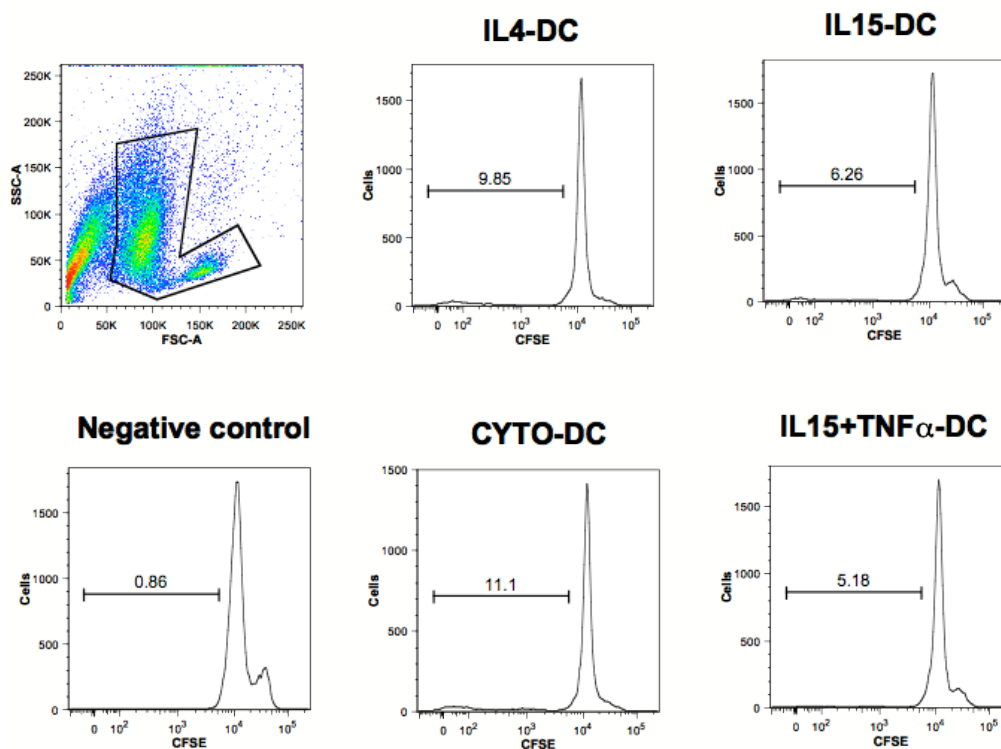 IL4-DC
IL15-DC
250K
200K
150K
100K
50K
0
SSC-A
0 50K 100K 150K 200K 250K
FSC-A
1500
1000
500
0
Cells
9.85
0 10² 10³ 10⁴ 10⁵
CFSE
1500
1000
500
0
Cells
6.26
0 10² 10³ 10⁴ 10⁵
CFSE
Negative control
CYTO-DC
IL15+TNFα-DC
1500
1000
500
0
Cells
0.86
0 10² 10³ 10⁴ 10⁵
CFSE
1500
1000
500
0
Cells
11.1
0 10² 10³ 10⁴ 10⁵
CFSE
1500
1000
500
0
Cells
5.18
0 10² 10³ 10⁴ 10⁵
CFSE